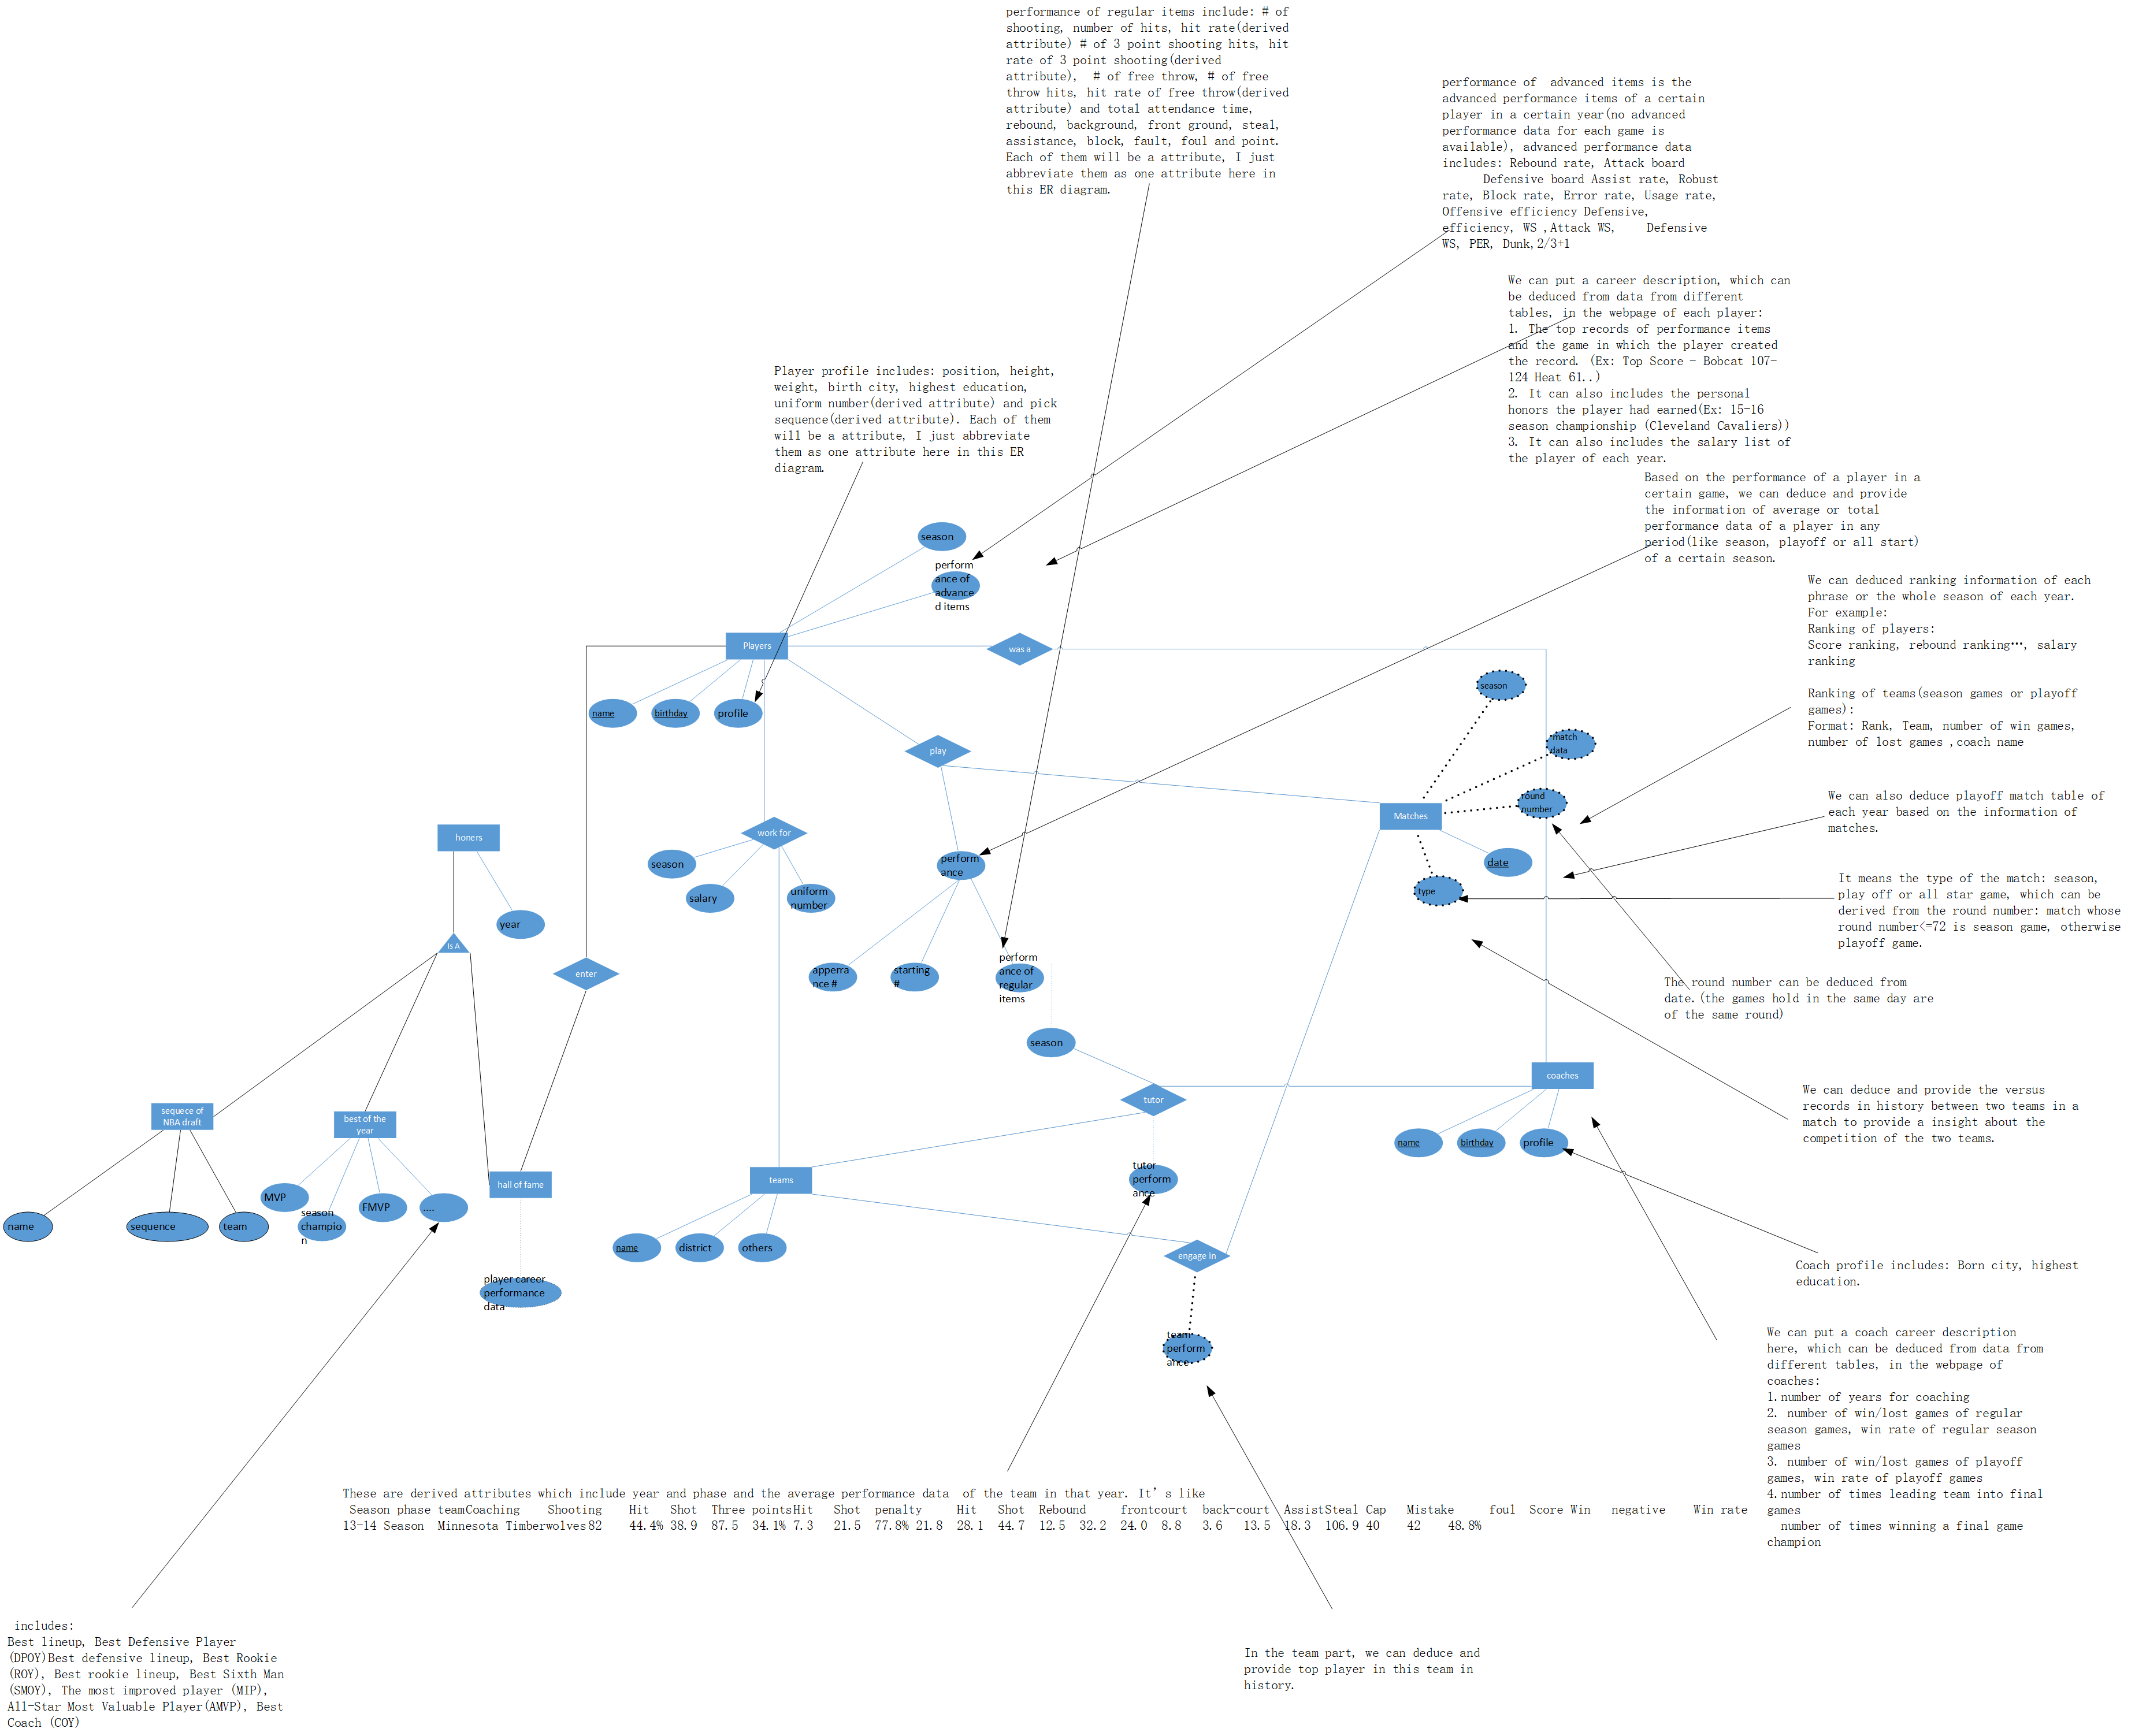 performance of regular items include: # of
shooting, number of hits, hit rate(derived
attribute) # of 3 point shooting hits, hit
rate of 3 point shooting(derived
attribute),  # of free throw, # of free
throw hits, hit rate of free throw(derived
attribute) and total attendance time,
rebound, background, front ground, steal,
assistance, block, fault, foul and point.
Each of them will be a attribute, I just
abbreviate them as one attribute here in
this ER diagram.
performance of  advanced items is the
advanced performance items of a certain
player in a certain year(no advanced
performance data for each game is
available), advanced performance data
includes: Rebound rate, Attack board
Defensive board Assist rate, Robust
rate, Block rate, Error rate, Usage rate,
Offensive efficiency Defensive,
efficiency, WS ,Attack WS,    Defensive
WS, PER, Dunk,2/3+1
We can put a career description, which can
be deduced from data from different
tables, in the webpage of each player:
1. The top records of performance items
and the game in which the player created
the record. (Ex: Top Score - Bobcat 107-
124 Heat 61..)
2. It can also includes the personal
honors the player had earned(Ex: 15-16
season championship (Cleveland Cavaliers))
3. It can also includes the salary list of
the player of each year.
Player profile includes: position, height,
weight, birth city, highest education,
uniform number(derived attribute) and pick
sequence(derived attribute). Each of them
will be a attribute, I just abbreviate
them as one attribute here in this ER
diagram.
Based on the performance of a player in a
certain game, we can deduce and provide
the information of average or total
performance data of a player in any
period(like season, playoff or all start)
of a certain season.
season
perform
ance of
advance
d items
We can deduced ranking information of each
phrase or the whole season of each year.
For example:
Ranking of players:
Score ranking, rebound ranking…, salary
ranking
Ranking of teams(season games or playoff
games):
Format: Rank, Team, number of win games,
number of lost games ,coach name
Players
was a
name
birthday
profile
season
match
data
play
round
number
Matches
date
type
We can also deduce playoff match table of
each year based on the information of
matches.
It means the type of the match: season,
play off or all star game, which can be
derived from the round number: match whose
round number<=72 is season game, otherwise
playoff game.
honers
year
Is A
enter
work for
season
salary
uniform
number
perform
ance
apperra
nce #
starting
#
perform
ance of
regular
items
The round number can be deduced from
date.(the games hold in the same day are
of the same round)
season
tutor
coaches
name
birthday
profile
We can deduce and provide the versus
records in history between two teams in a
match to provide a insight about the
competition of the two teams.
sequece of
NBA draft
best of the
year
hall of fame
teams
tutor
perform
ance
name
sequence
team
MVP
season
champio
n
FMVP
....
name
district
others
engage in
player career
performance
data
Coach profile includes: Born city, highest
education.
team
perform
ance
We can put a coach career description
here, which can be deduced from data from
different tables, in the webpage of
coaches:
1.number of years for coaching
2. number of win/lost games of regular
season games, win rate of regular season
games
3. number of win/lost games of playoff
games, win rate of playoff games
4.number of times leading team into final
games
number of times winning a final game
champion
These are derived attributes which include year and phase and the average performance data  of the team in that year. It’s like
Season phase teamCoaching    Shooting    Hit   Shot  Three pointsHit   Shot  penalty     Hit   Shot  Rebound     frontcourt  back-court  AssistSteal Cap   Mistake     foul  Score Win   negative    Win rate
13-14 Season  Minnesota Timberwolves82    44.4% 38.9  87.5  34.1% 7.3   21.5  77.8% 21.8  28.1  44.7  12.5  32.2  24.0  8.8   3.6   13.5  18.3  106.9 40    42    48.8%
includes:
Best lineup, Best Defensive Player
(DPOY)Best defensive lineup, Best Rookie
(ROY), Best rookie lineup, Best Sixth Man
(SMOY), The most improved player (MIP),
All-Star Most Valuable Player(AMVP), Best
Coach (COY)
In the team part, we can deduce and
provide top player in this team in
history.